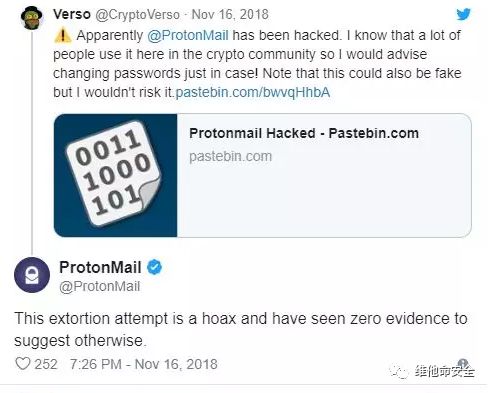 Verso @CryptoVerso · Nov 16, 2018
⚠️ Apparently @ProtonMail has been hacked. I know that a lot of
people use it here in the crypto community so I would advise
changing passwords just in case! Note that this could also be fake
but I wouldn't risk it.pastebin.com/bwvqHhbA
0011
1000
101
Protonmail Hacked - Pastebin.com
pastebin.com
ProtonMail
@ProtonMail
This extortion attempt is a hoax and have seen zero evidence to
suggest otherwise.
252 7:26 PM - Nov 16, 2018
维他命安全